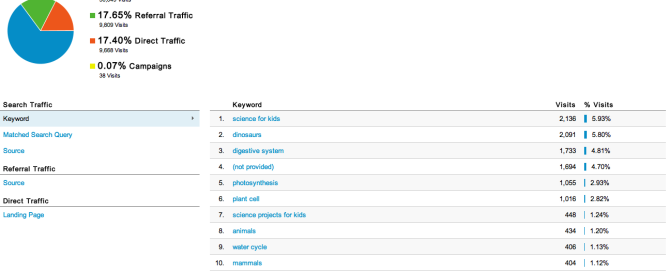 17.65% Referral Traffic
9,809 Visits
17.40% Direct Traffic
9,668 Visits
0.07% Campaigns
38 Visits
Search Traffic
Keyword
Matched Search Query
Source
Referral Traffic
Source
Direct Traffic
Landing Page
Keyword Visits % Visits
1. science for kids 2,136 5.93%
2. dinosaurs 2,091 5.80%
3. digestive system 1,733 4.81%
4. (not provided) 1,694 4.70%
5. photosynthesis 1,055 2.93%
6. plant cell 1,016 2.82%
7. science projects for kids 448 1.24%
8. animals 434 1.20%
9. water cycle 408 1.13%
10. mammals 404 1.12%